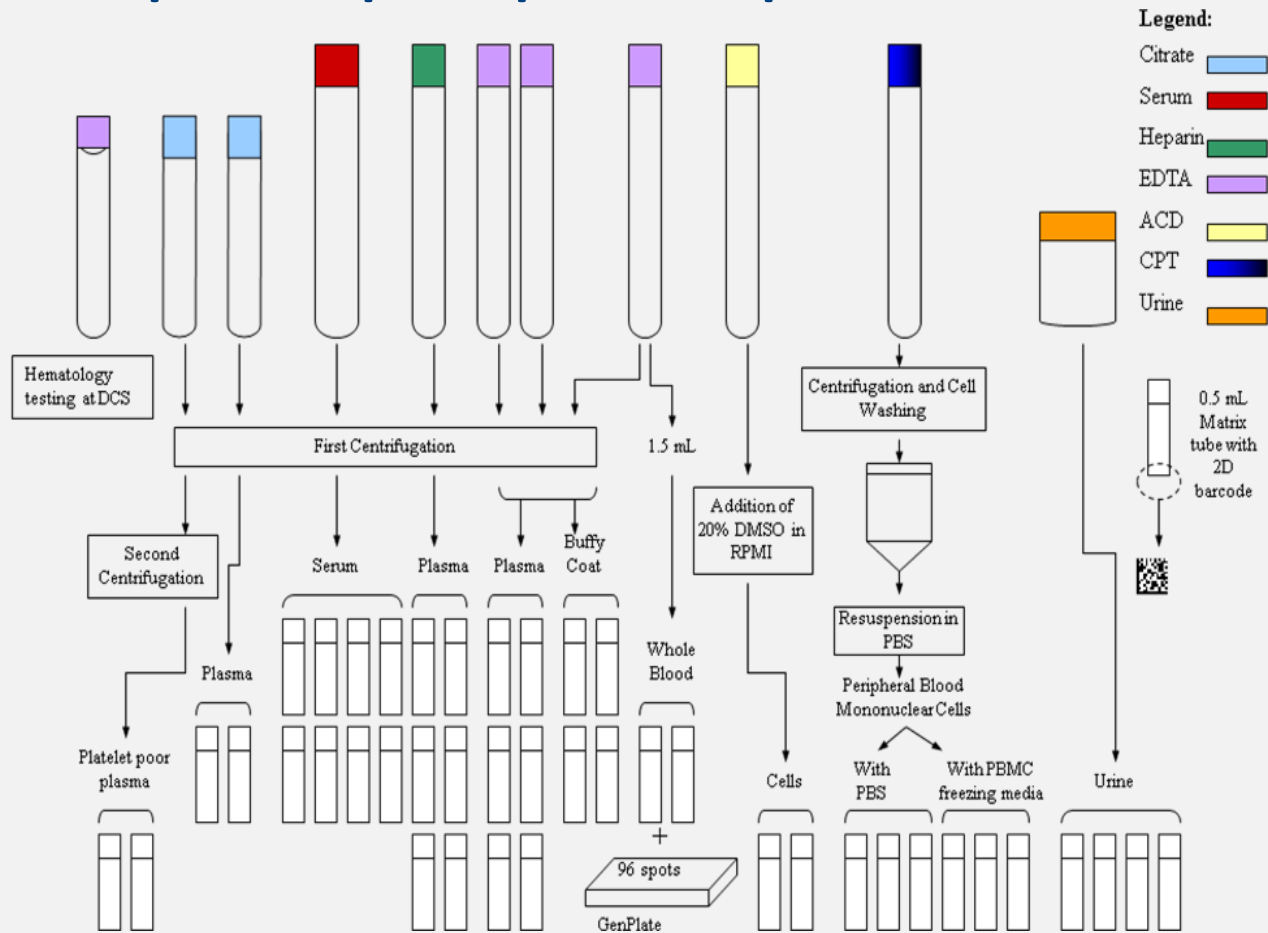 Legend:
Citrate
Serum
Heparin
EDTA
ACD
CPT
Urine
Hematology
testing at DCS
First Centrifugation
1.5 mL
Centrifugation and Cell
Washing
0.5 mL
Matrix
tube with
2D
barcode
Second
Centrifugation
Serum
Plasma
Plasma
Buffy
Coat
Addition of
20% DMSO in
RPMI
Resuspension in
PBS
Plasma
Whole
Blood
Peripheral Blood
Mononuclear Cells
Platelet poor
plasma
Cells
With
PBS
With PBMC
freezing media
Urine
+
96 spots
GenPlate